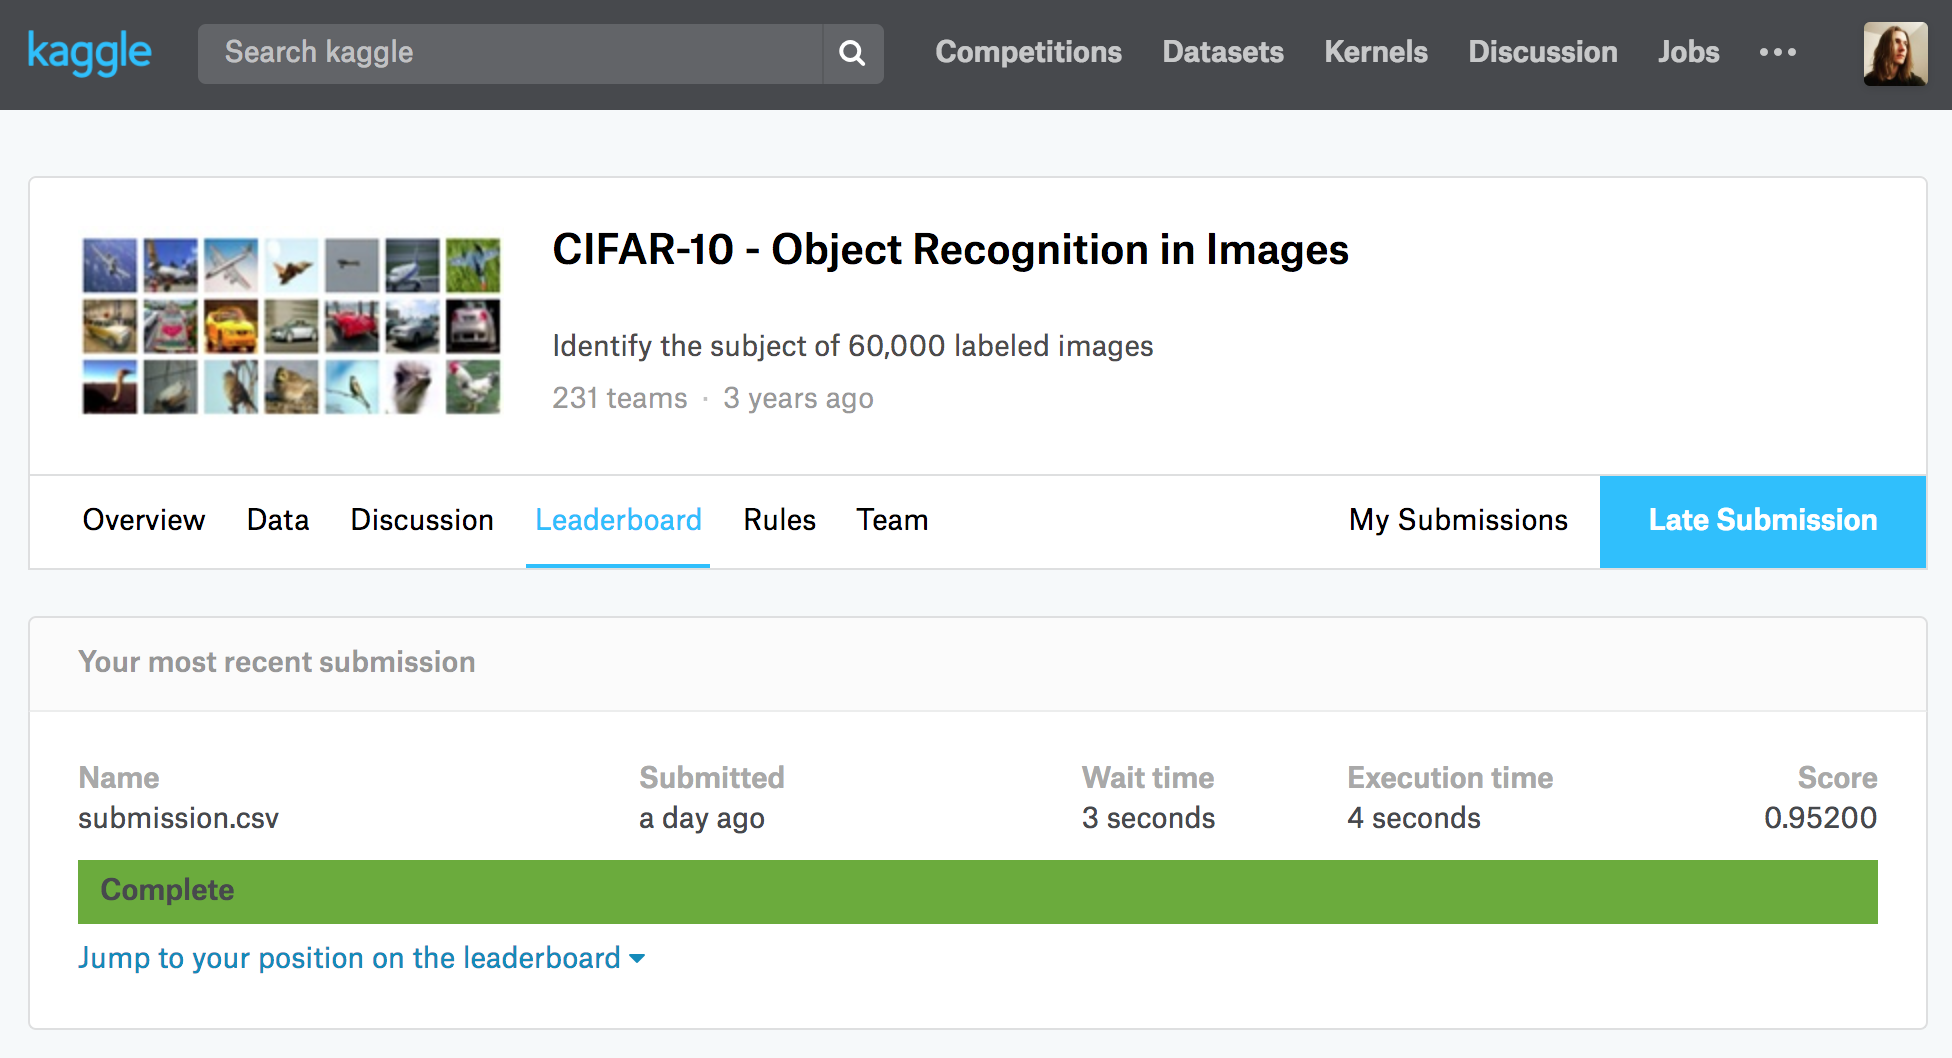 kaggle
Search kaggle
Competitions Datasets Kernels Discussion Jobs •••
CIFAR-10 - Object Recognition in Images
Identify the subject of 60,000 labeled images
231 teams · 3 years ago
Overview Data Discussion Leaderboard Rules Team My Submissions Late Submission
Your most recent submission
Name Submitted Wait time Execution time Score
submission.csv a day ago 3 seconds 4 seconds 0.95200
Complete
Jump to your position on the leaderboard